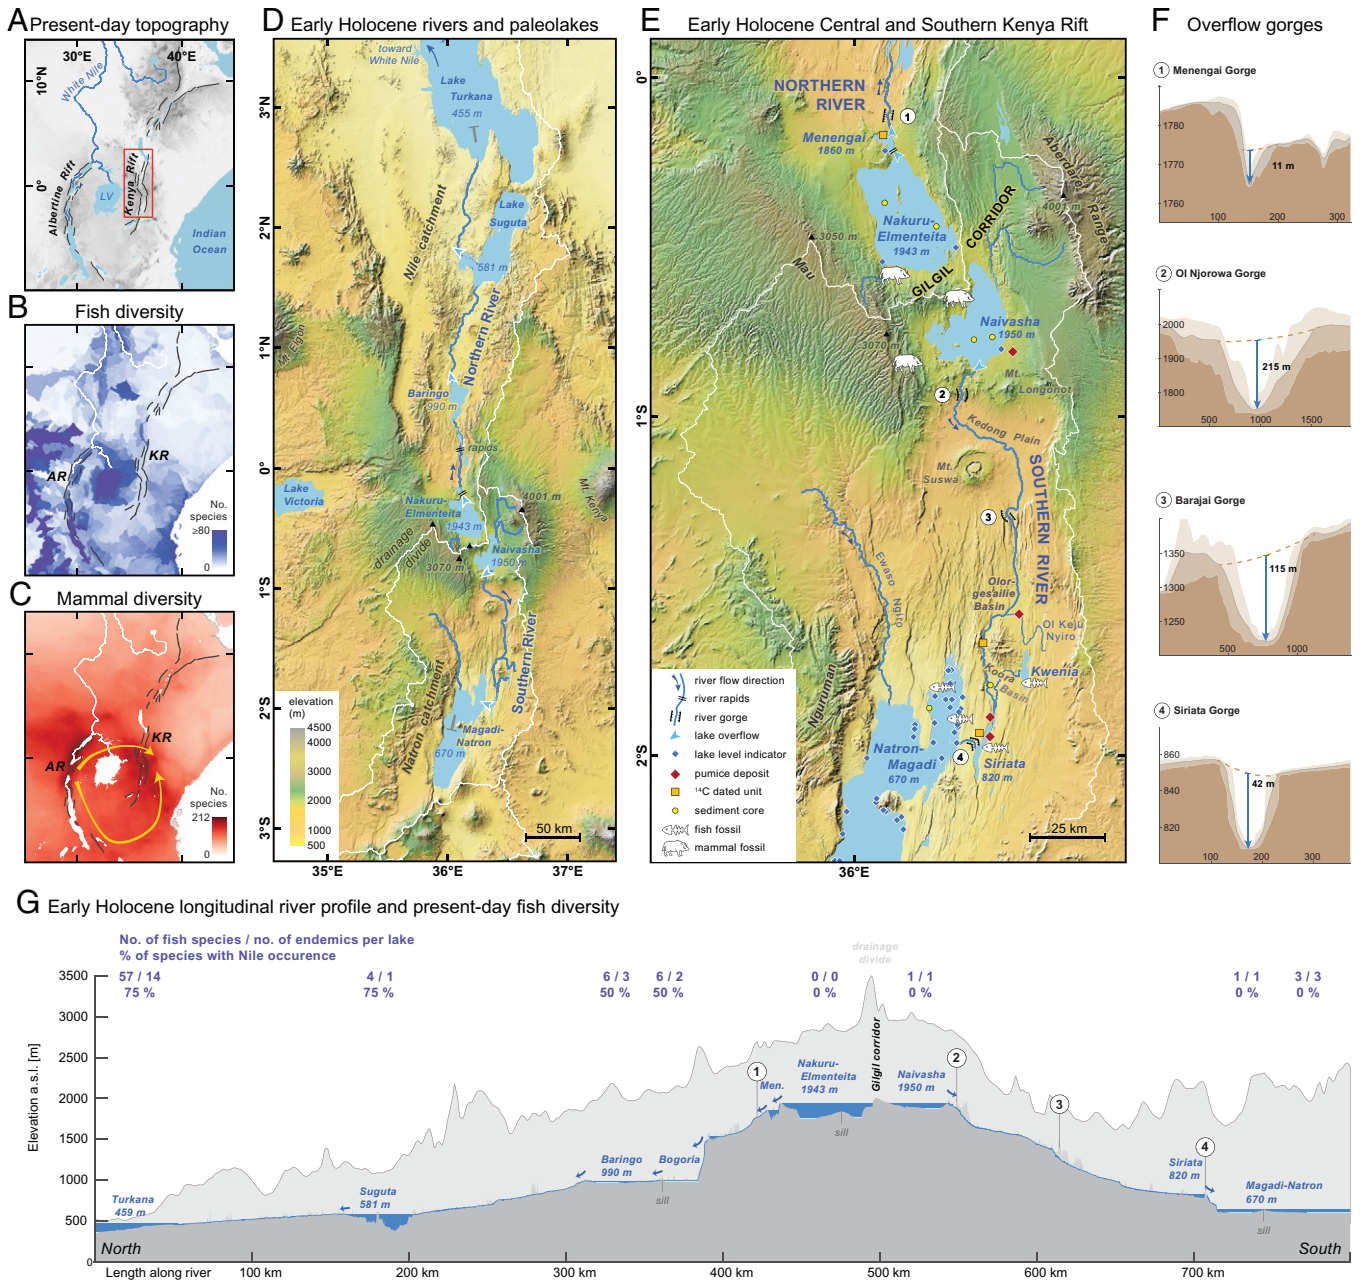 A Present-day topography
30°E
40°E
10°N
0°
White Nile
Albertine Rift
Kenya Rift
LV
Indian
Ocean
B Fish diversity
AR
KR
No.
species
≥80
0
C Mammal diversity
AR
KR
No.
species
212
0
D Early Holocene rivers and paleolakes
toward
White Nile
Lake
Turkana
455 m
3°N
2°N
1°N
0°
1°S
2°S
3°S
35°E
36°E
37°E
Nile catchment
Lake
Suguta
581 m
Northern River
Mt. Elgon
Baringo
990 m
rapids
Lake
Victoria
Nakuru-
Elmenteita
1943 m
4001 m
Mt. Kenya
drainage
divide
3070 m
Naivasha
1950 m
Southern River
Natron catchment
Magadi-
Natron
670 m
elevation
(m)
4500
4000
3000
2000
1000
500
50 km
E Early Holocene Central and Southern Kenya Rift
0°
1°S
2°S
36°E
NORTHERN
RIVER
1
Menengai
1860 m
Aberdare Range
4001 m
Nakuru-
Elmenteita
1943 m
GILGIL CORRIDOR
3050 m
Mau
3070 m
Naivasha
1950 m
Mt.
Longonot
2
Kedong Plain
Mt.
Suswa
3
SOUTHERN RIVER
Ewaso Ngiro
Olor-
gesailie
Basin
Ol Keju
Nyiro
Kwenia
Koora
Basin
Nguruman
Natron-
Magadi
670 m
4
Siriata
820 m
river flow direction
river rapids
river gorge
lake overflow
lake level indicator
pumice deposit
¹⁴C dated unit
sediment core
fish fossil
mammal fossil
25 km
F Overflow gorges
1 Menengai Gorge
1780
1770
1760
11 m
100 200 300
2 Ol Njorowa Gorge
2000
1900
1800
215 m
500 1000 1500
3 Barajai Gorge
1350
1300
1250
115 m
500 1000
4 Siriata Gorge
860
840
820
42 m
100 200 300
G Early Holocene longitudinal river profile and present-day fish diversity
No. of fish species / no. of endemics per lake
% of species with Nile occurence
57 / 14 4 / 1 6 / 3 6 / 2 0 / 0 1 / 1 1 / 1 3 / 3
75 % 75 % 50 % 50 % 0 % 0 % 0 % 0 %
drainage
divide
Elevation a.s.l. [m]
3500
3000
2500
2000
1500
1000
500
0
Turkana
459 m
Suguta
581 m
Baringo
990 m
Bogoria
sill
1
Men.
Nakuru-
Elmenteita
1943 m
sill
Gilgil corridor
Naivasha
1950 m
2
3
4
Siriata
820 m
Magadi-Natron
670 m
sill
North
South
Length along river 100 km 200 km 300 km 400 km 500 km 600 km 700 km